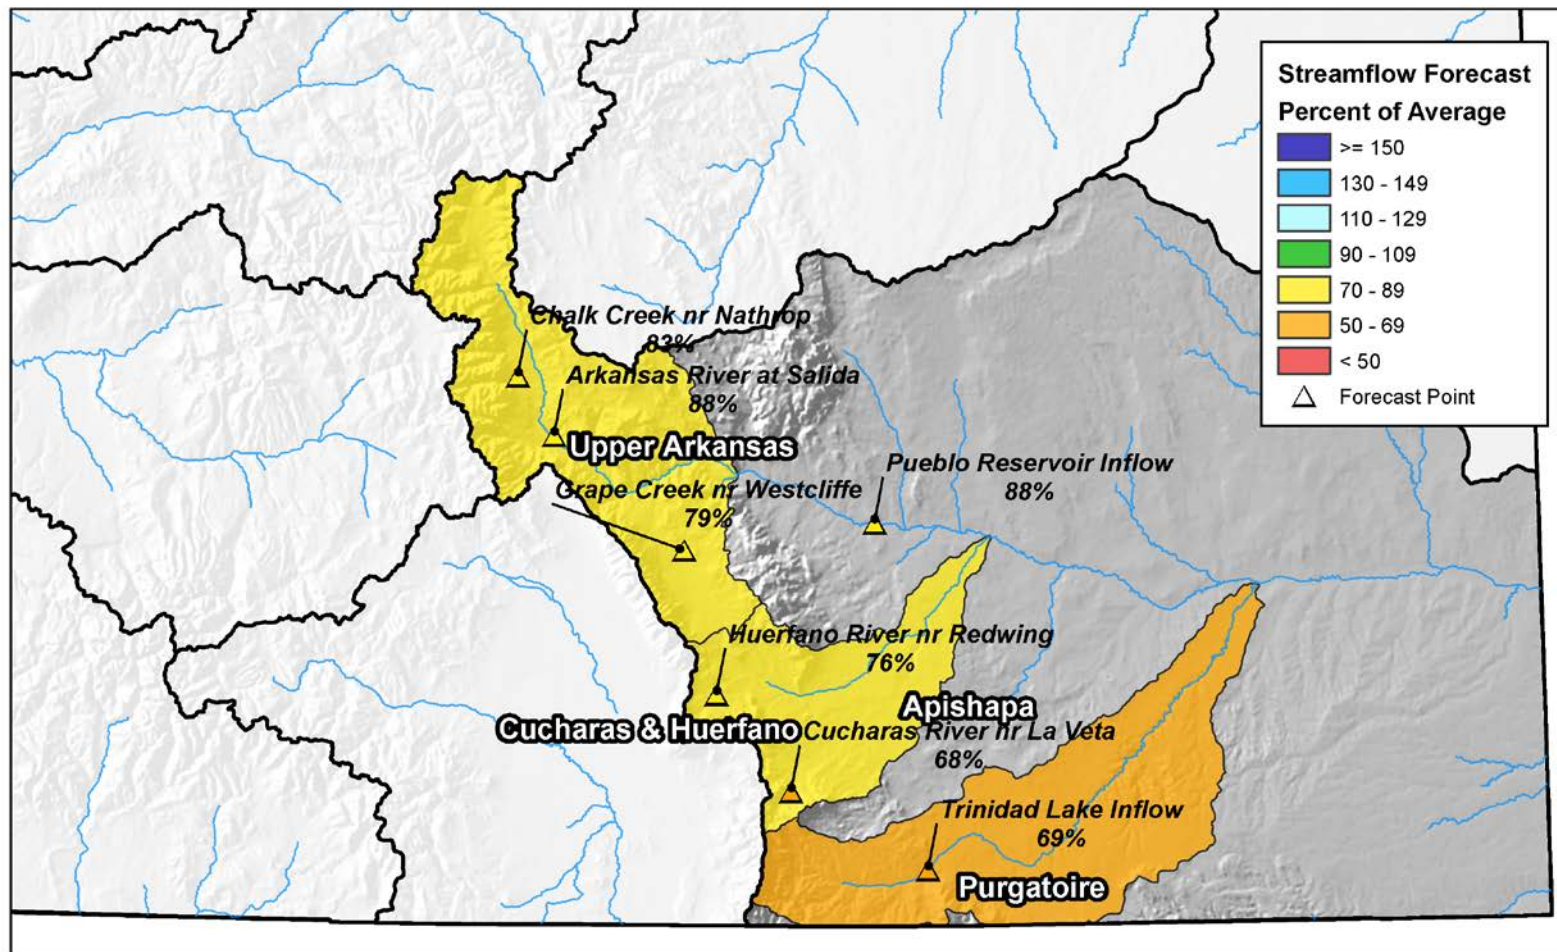 Streamflow Forecast
Percent of Average
>= 150
130 - 149
110 - 129
90 - 109
70 - 89
50 - 69
< 50
Forecast Point
Chalk Creek nr Nathrop
83%
Arkansas River at Salida
88%
Upper Arkansas
Pueblo Reservoir Inflow
88%
Grape Creek nr Westcliffe
79%
Huerfano River nr Redwing
76%
Apishapa
Cucharas & Huerfano
Cucharas River nr La Veta
68%
Trinidad Lake Inflow
69%
Purgatoire